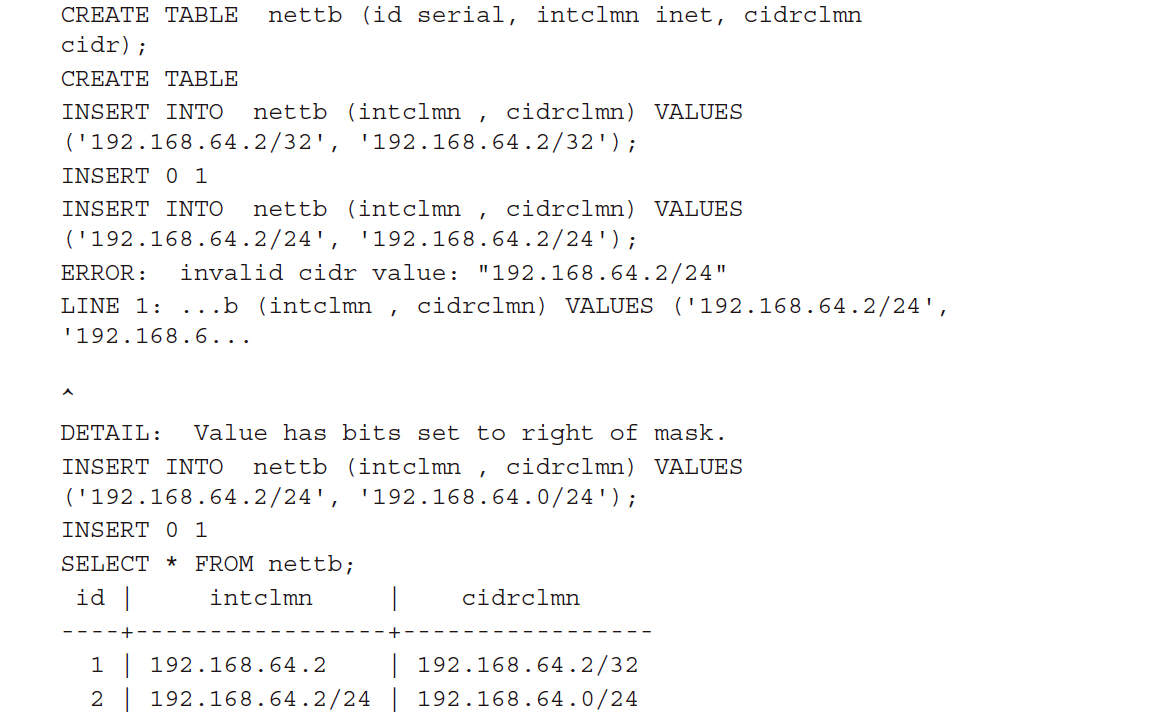 CREATE TABLE  nettb (id serial, intclmn inet, cidrclmn
cidr);
CREATE TABLE
INSERT INTO  nettb (intclmn , cidrclmn) VALUES
('192.168.64.2/32', '192.168.64.2/32');
INSERT 0 1
INSERT INTO  nettb (intclmn , cidrclmn) VALUES
('192.168.64.2/24', '192.168.64.2/24');
ERROR:  invalid cidr value: "192.168.64.2/24"
LINE 1: ...b (intclmn , cidrclmn) VALUES ('192.168.64.2/24',
'192.168.6...
^
DETAIL:  Value has bits set to right of mask.
INSERT INTO  nettb (intclmn , cidrclmn) VALUES
('192.168.64.2/24', '192.168.64.0/24');
INSERT 0 1
SELECT * FROM nettb;
 id |     intclmn     |    cidrclmn
----+-----------------+-----------------
  1 | 192.168.64.2    | 192.168.64.2/32
  2 | 192.168.64.2/24 | 192.168.64.0/24